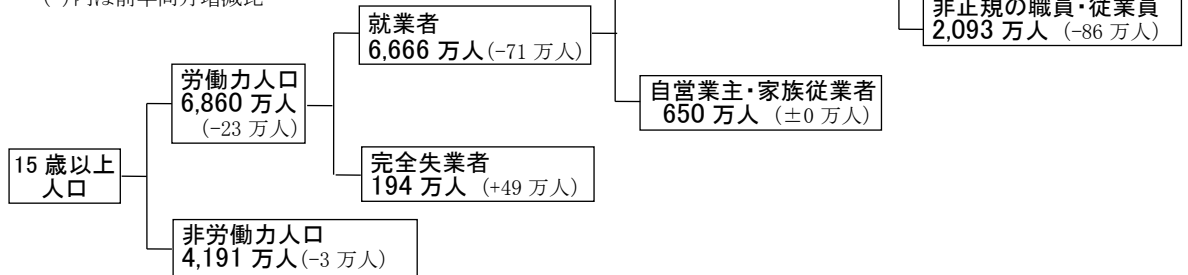 ( )内は前年同月増減比
就業者
6,666 万人(-71 万人)
非正規の職員・従業員
2,093 万人 (-86 万人)
労働力人口
6,860 万人
(-23 万人)
自営業主・家族従業者
650 万人 (±0 万人)
15 歳以上
人口
完全失業者
194 万人 (+49 万人)
非労働力人口
4,191 万人(-3 万人)